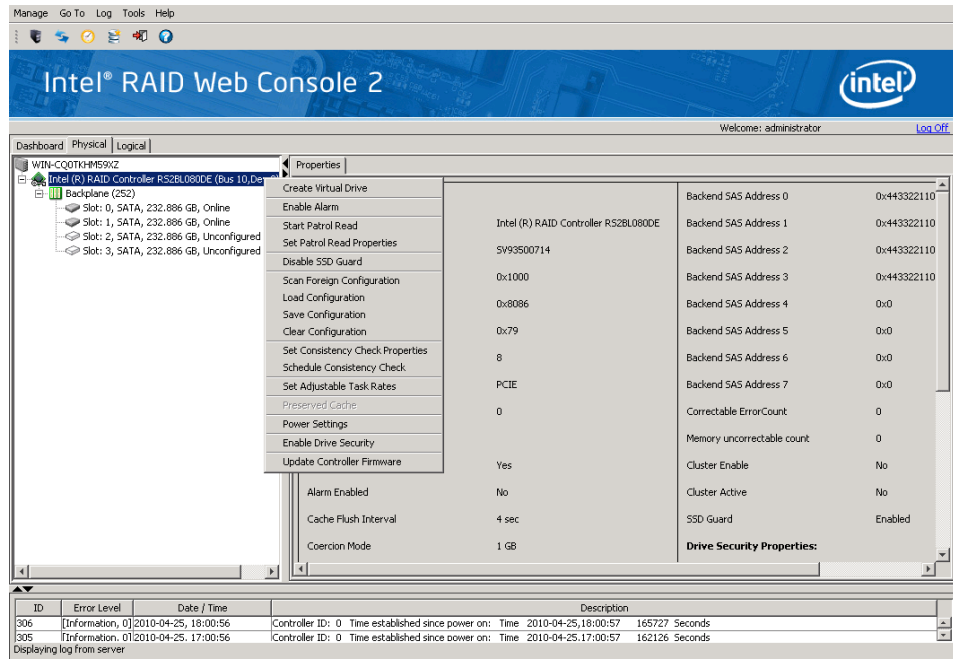 Manage Go To Log Tools Help
Intel® RAID Web Console 2
intel
Welcome: administrator Log Off
Dashboard Physical Logical
WIN-CQ0TKHM59XZ
Intel (R) RAID Controller RS2BL080DE (Bus 10,De
Backplane (252)
Slot: 0, SATA, 232.886 GB, Online
Slot: 1, SATA, 232.886 GB, Online
Slot: 2, SATA, 232.886 GB, Unconfigured
Slot: 3, SATA, 232.886 GB, Unconfigured
Create Virtual Drive
Enable Alarm
Start Patrol Read
Set Patrol Read Properties
Disable SSD Guard
Scan Foreign Configuration
Load Configuration
Save Configuration
Clear Configuration
Set Consistency Check Properties
Schedule Consistency Check
Set Adjustable Task Rates
Preserved Cache
Power Settings
Enable Drive Security
Update Controller Firmware
Properties
Backend SAS Address 0 0x443322110
Intel (R) RAID Controller RS2BL080DE Backend SAS Address 1 0x443322110
SV93500714 Backend SAS Address 2 0x443322110
0x1000 Backend SAS Address 3 0x443322110
0x8086 Backend SAS Address 4 0x0
0x79 Backend SAS Address 5 0x0
8 Backend SAS Address 6 0x0
PCIE Backend SAS Address 7 0x0
0 Correctable ErrorCount 0
Memory uncorrectable count 0
Yes Cluster Enable No
Alarm Enabled No Cluster Active No
Cache Flush Interval 4 sec SSD Guard Enabled
Coercion Mode 1 GB Drive Security Properties:
ID Error Level Date / Time Description
306 [Information, 0] 2010-04-25, 18:00:56 Controller ID: 0 Time established since power on: Time 2010-04-25,18:00:57 165727 Seconds
305 [Information, 0] 2010-04-25, 17:00:56 Controller ID: 0 Time established since power on: Time 2010-04-25,17:00:57 162126 Seconds
Displaying log from server